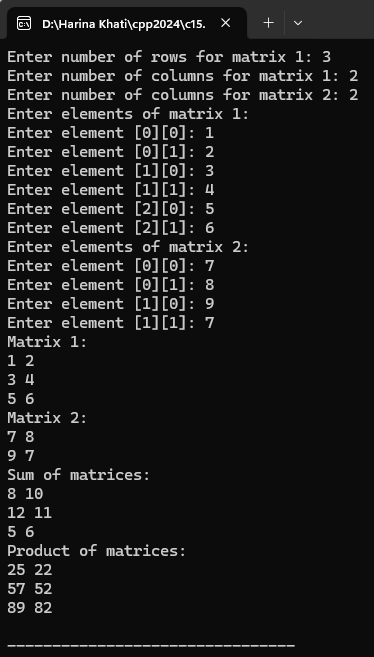 D:\Harina Khati\cpp2024\c15.
Enter number of rows for matrix 1: 3
Enter number of columns for matrix 1: 2
Enter number of columns for matrix 2: 2
Enter elements of matrix 1:
Enter element [0][0]: 1
Enter element [0][1]: 2
Enter element [1][0]: 3
Enter element [1][1]: 4
Enter element [2][0]: 5
Enter element [2][1]: 6
Enter elements of matrix 2:
Enter element [0][0]: 7
Enter element [0][1]: 8
Enter element [1][0]: 9
Enter element [1][1]: 7
Matrix 1:
1 2
3 4
5 6
Matrix 2:
7 8
9 7
Sum of matrices:
8 10
12 11
5 6
Product of matrices:
25 22
57 52
89 82
--------------------------------